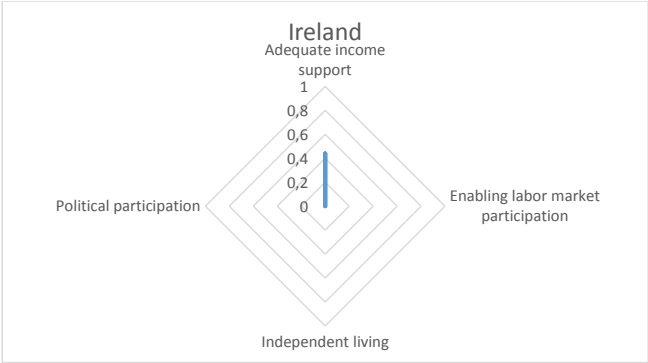 Ireland
Adequate income
support
1
0,8
0,6
0,4
0,2
0
Political participation
Enabling labor market
participation
Independent living